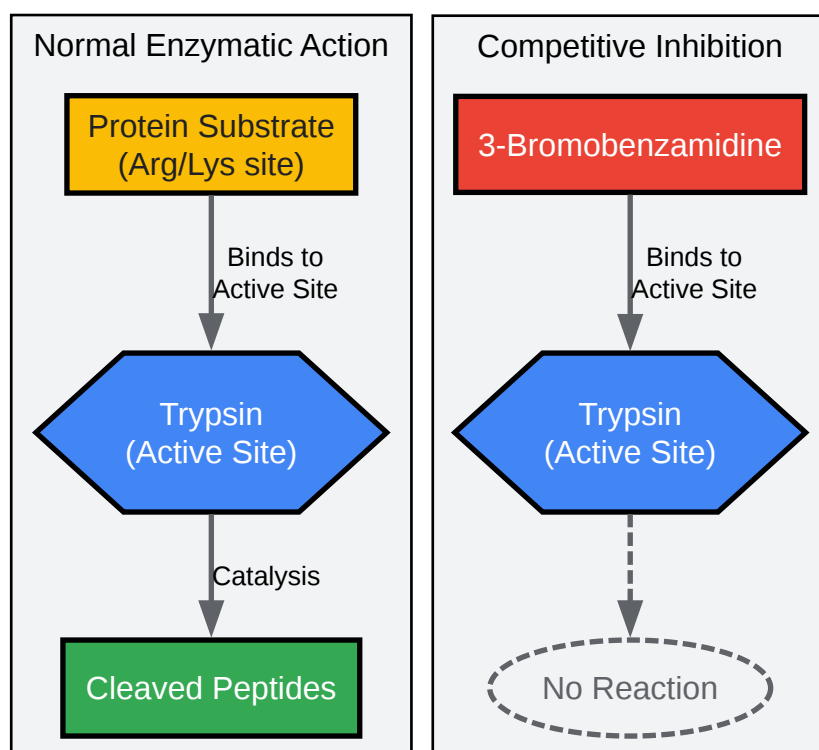 Normal Enzymatic Action
Protein Substrate
(Arg/Lys site)
Binds to
Active Site
Trypsin
(Active Site)
Catalysis
Cleaved Peptides
Competitive Inhibition
3-Bromobenzamidine
Binds to
Active Site
Trypsin
(Active Site)
No Reaction